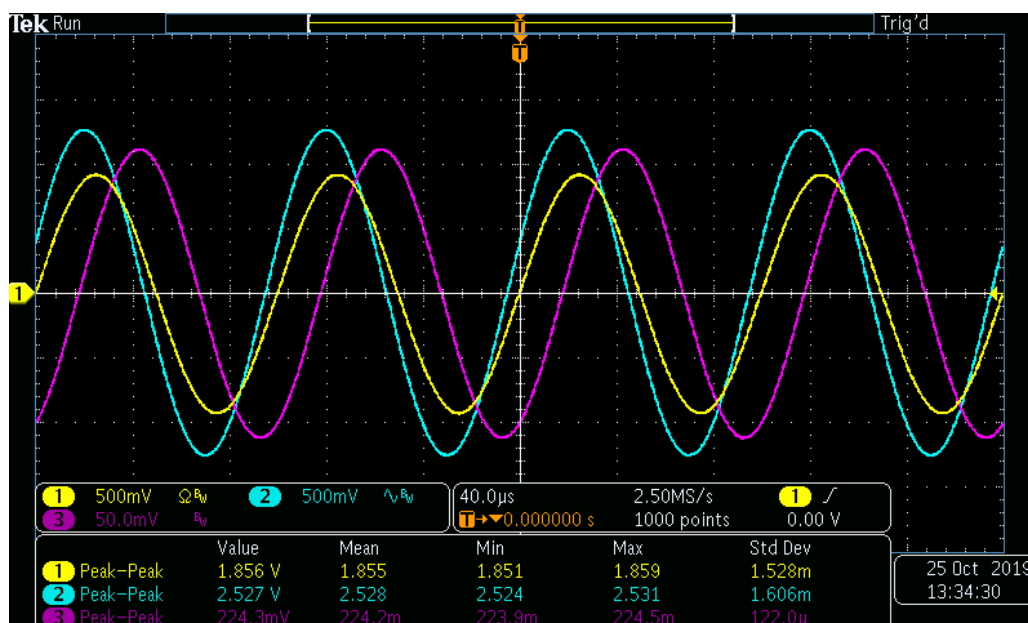 Tek Run Trig'd
T
T
1
1 500mV Ω BW 2 500mV ∿ BW 40.0µs 2.50MS/s 1 ∫
3 50.0mV BW T→▼0.000000 s 1000 points 0.00 V
Value Mean Min Max Std Dev
1 Peak-Peak 1.856 V 1.855 1.851 1.859 1.528m
2 Peak-Peak 2.527 V 2.528 2.524 2.531 1.606m
3 Peak-Peak 224.3mV 224.2m 223.9m 224.5m 122.0µ
25 Oct 2019
13:34:30